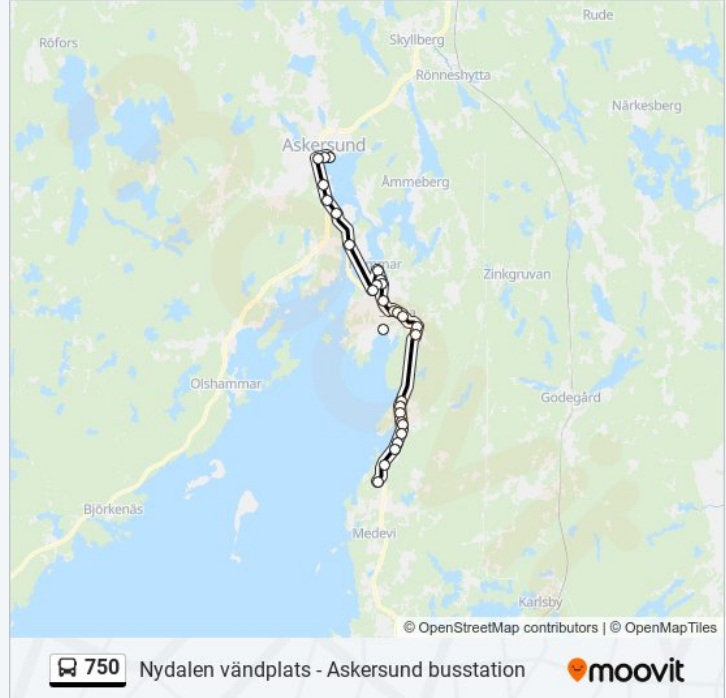 Rude
Röfors
Skyllberg
Rönneshytta
Närkesberg
Askersund
Åmmeberg
Zinkgruvan
Olshammar
Godegård
Björkenäs
Medevi
Karlsby
© OpenStreetMap contributors | © OpenMapTiles
750 Nydalen vändplats - Askersund busstation moovit